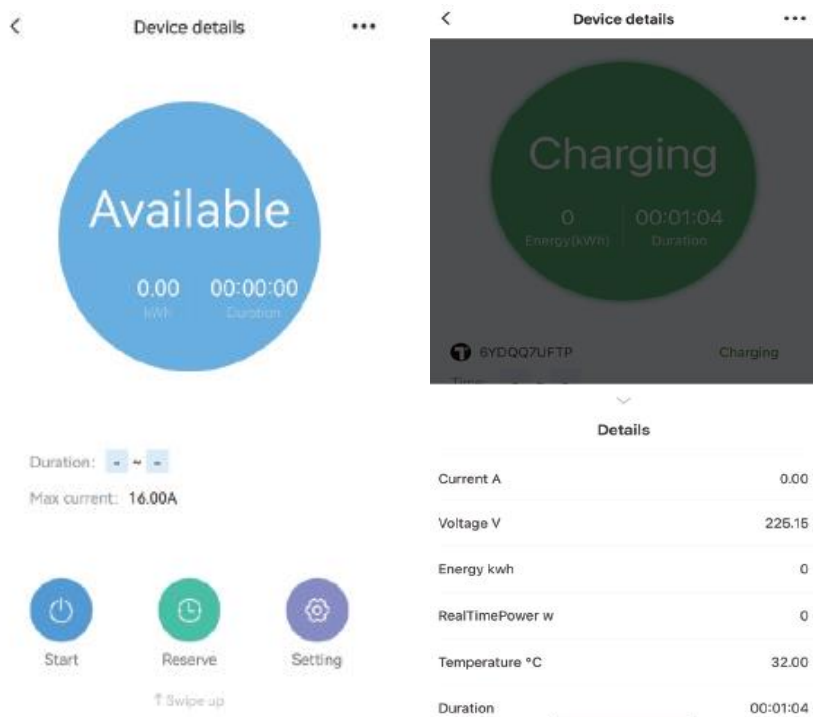 Device details
Available
0.00 00:00:00
kWh Duration
Duration: - ~ -
Max current: 16.00A
Start Reserve Setting
↑ Swipe up
Device details
Charging
0 00:01:04
Energy(kWh) Duration
6YDQQ7UFTP Charging
Time:
Details
Current A 0.00
Voltage V 225.15
Energy kwh 0
RealTimePower w 0
Temperature °C 32.00
Duration 00:01:04